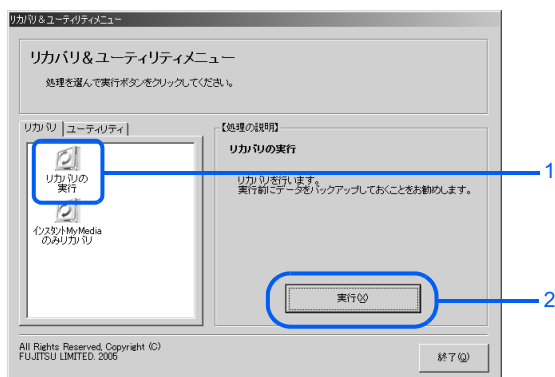 リカバリ&ユーティリティメニュー
リカバリ&ユーティリティメニュー
処理を選んで実行ボタンをクリックしてください。
リカバリ
ユーティリティ
リカバリの
実行
インスタントMyMedia
のみリカバリ
【処理の説明】
リカバリの実行
リカバリを行います。
実行前にデータをバックアップしておくことをお勧めします。
実行(X)
1
2
All Rights Reserved, Copyright (C)
FUJITSU LIMITED. 2005
終了(Q)